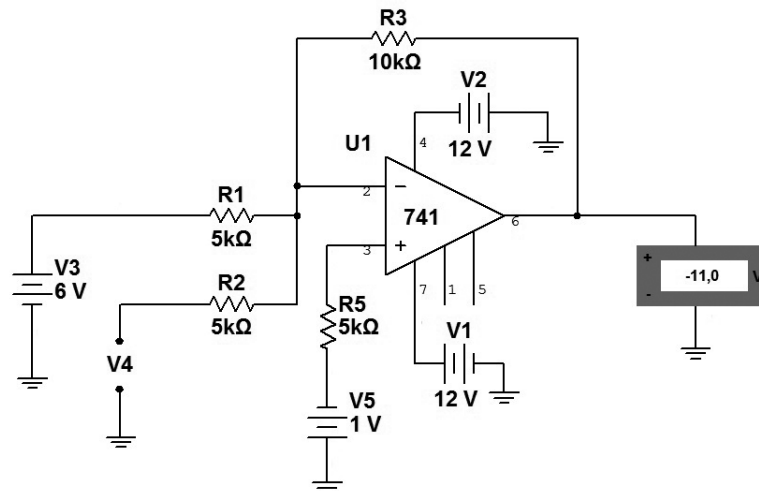 R3
10kΩ
V2
4
12 V
U1
2
741
6
R1
5kΩ
3
-11,0
V
+
-
V3
6 V
R2
5kΩ
R5
5kΩ
7
1
5
V4
V1
12 V
V5
1 V